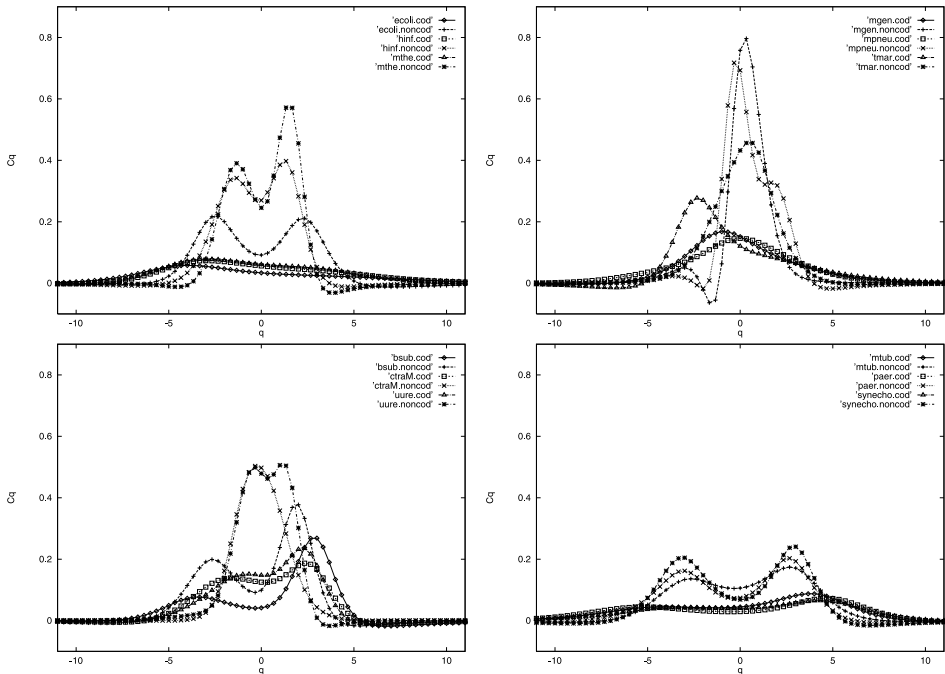 0.8
0.6
0.4
0.2
0
Cq
-10
-5
0
5
10
q
'ecoli.cod'
'ecoli.noncod'
'hinf.cod'
'hinf.noncod'
'mthe.cod'
'mthe.noncod'
0.8
0.6
0.4
0.2
0
Cq
-10
-5
0
5
10
q
'mgen.cod'
'mgen.noncod'
'mpneu.cod'
'mpneu.noncod'
'tmar.cod'
'tmar.noncod'
0.8
0.6
0.4
0.2
0
Cq
-10
-5
0
5
10
q
'bsub.cod'
'bsub.noncod'
'ctraM.cod'
'ctraM.noncod'
'uure.cod'
'uure.noncod'
0.8
0.6
0.4
0.2
0
Cq
-10
-5
0
5
10
q
'mtub.cod'
'mtub.noncod'
'paer.cod'
'paer.noncod'
'synecho.cod'
'synecho.noncod'